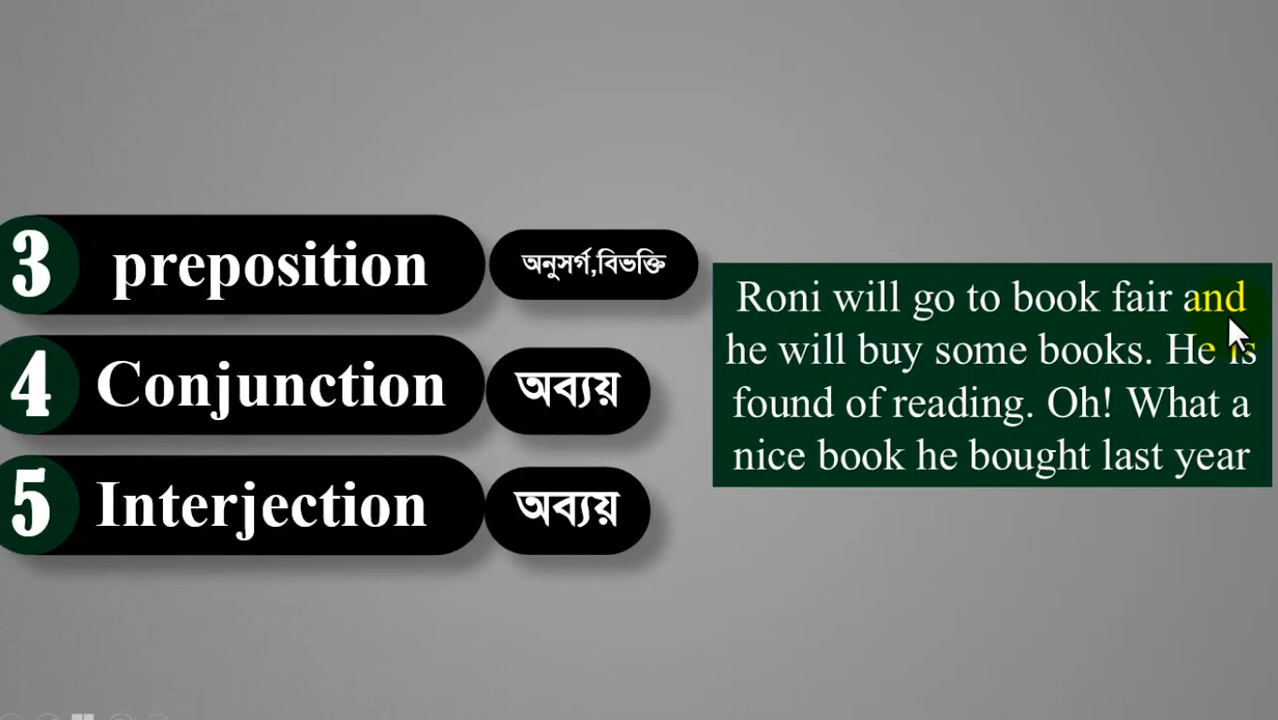 3 preposition অনুসর্গ,বিভক্তি
4 Conjunction অব্যয়
5 Interjection অব্যয়
Roni will go to book fair and
he will buy some books. He is
found of reading. Oh! What a
nice book he bought last year